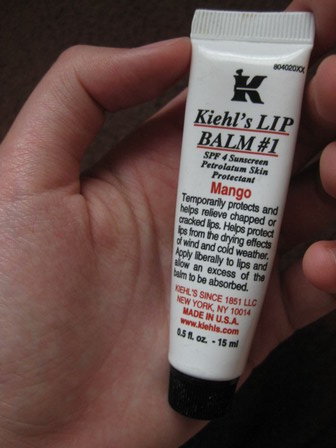 804020XX
K
Kiehl's LIP
BALM #1
SPF 4 Sunscreen
Petrolatum Skin
Protectant
Mango
Temporarily protects and
helps relieve chapped or
cracked lips. Helps protect
lips from the drying effects
of wind and cold weather.
Apply liberally to lips and
allow an excess of the
balm to be absorbed.
KIEHL'S SINCE 1851 LLC
NEW YORK, NY 10014
MADE IN U.S.A.
www.kiehls.com
0.5 fl. oz. - 15 ml